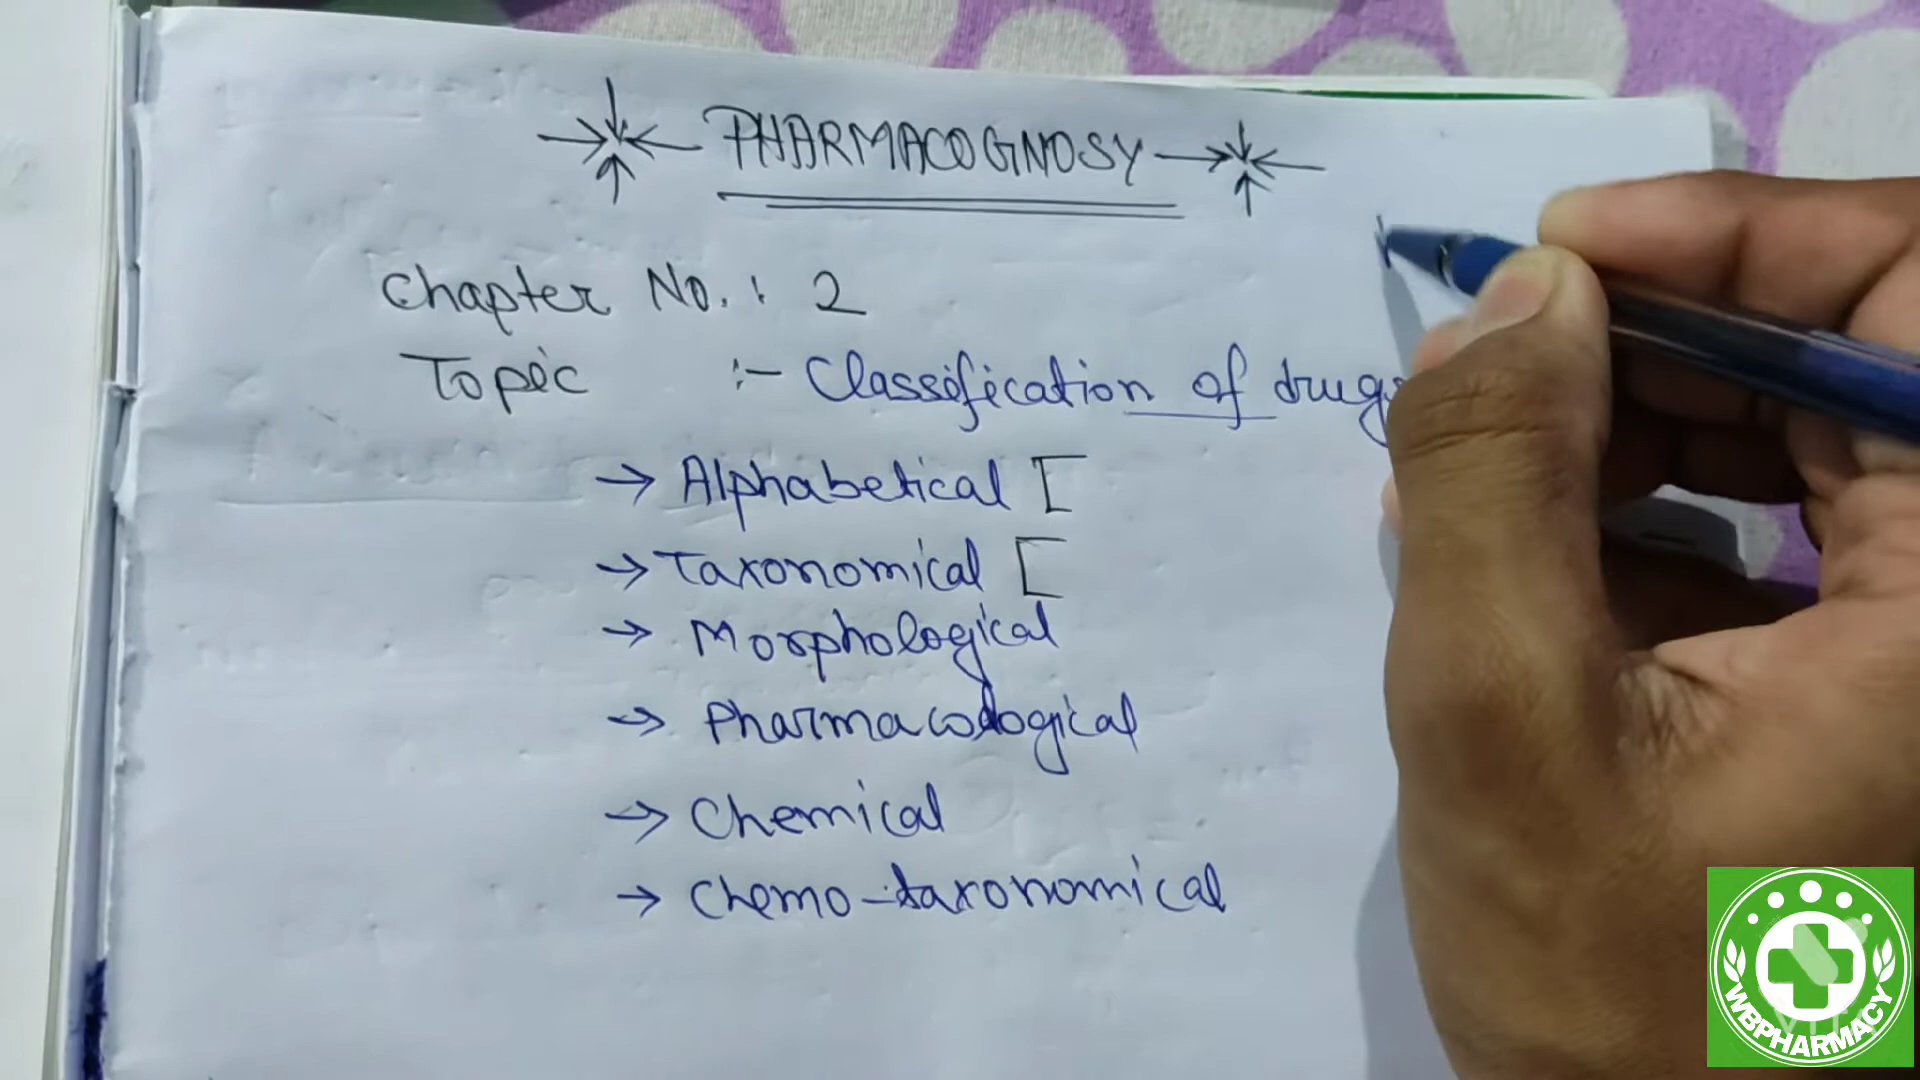 PHARMACOGNOSY
Chapter No. : 2
Topic :- Classification of drugs
→ Alphabetical [
→ Taxonomical [
→ Morphological
→ Pharmacological
→ Chemical
→ Chemo-taxonomical
WBPHARMACY